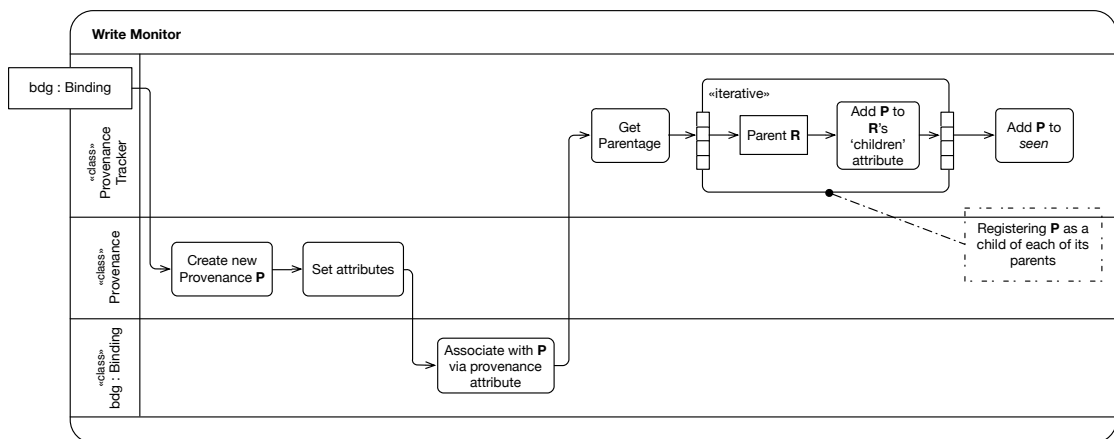 Write Monitor
bdg : Binding
«class»
Provenance
Tracker
Get
Parentage
«iterative»
Parent R
Add P to
R's
'children'
attribute
Add P to
seen
Registering P as a
child of each of its
parents
«class»
Provenance
Create new
Provenance P
Set attributes
«class»
bdg : Binding
Associate with P
via provenance
attribute